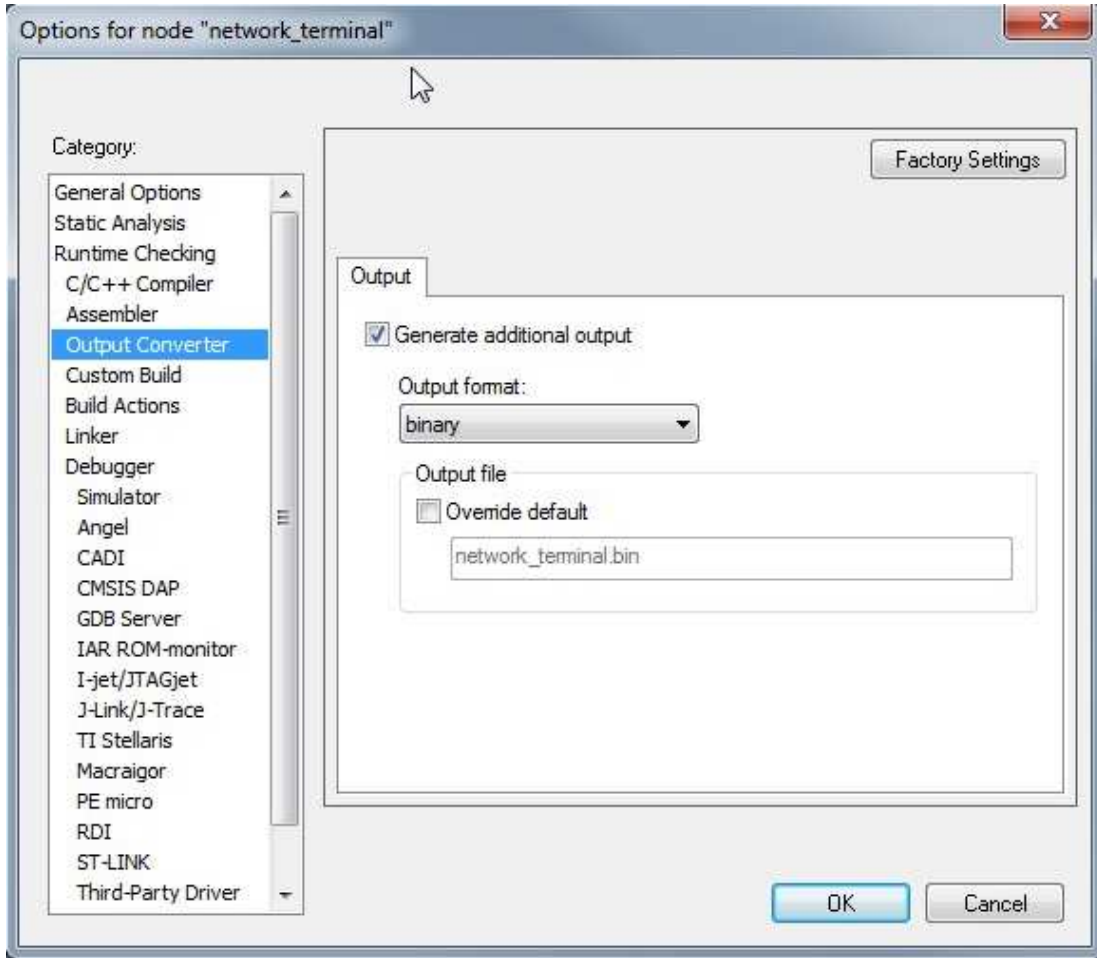 Options for node "network_terminal"
Category:
General Options
Static Analysis
Runtime Checking
C/C++ Compiler
Assembler
Output Converter
Custom Build
Build Actions
Linker
Debugger
Simulator
Angel
CADI
CMSIS DAP
GDB Server
IAR ROM-monitor
I-jet/JTAGjet
J-Link/J-Trace
TI Stellaris
Macraigor
PE micro
RDI
ST-LINK
Third-Party Driver
Factory Settings
Output
Generate additional output
Output format:
binary
Output file
Override default
network_terminal.bin
OK
Cancel